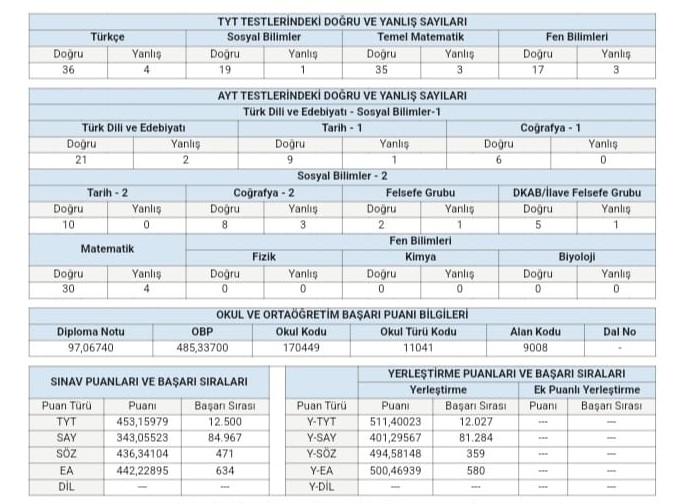 TYT TESTLERİNDEKİ DOĞRU VE YANLIŞ SAYILARI
Türkçe Sosyal Bilimler Temel Matematik Fen Bilimleri
Doğru Yanlış Doğru Yanlış Doğru Yanlış Doğru Yanlış
36 4 19 1 35 3 17 3
AYT TESTLERİNDEKİ DOĞRU VE YANLIŞ SAYILARI
Türk Dili ve Edebiyatı - Sosyal Bilimler-1
Türk Dili ve Edebiyatı Tarih - 1 Coğrafya - 1
Doğru Yanlış Doğru Yanlış Doğru Yanlış
21 2 9 1 6 0
Sosyal Bilimler - 2
Tarih - 2 Coğrafya - 2 Felsefe Grubu DKAB/İlave Felsefe Grubu
Doğru Yanlış Doğru Yanlış Doğru Yanlış Doğru Yanlış
10 0 8 3 2 1 5 1
Matematik Fen Bilimleri
Fizik Kimya Biyoloji
Doğru Yanlış Doğru Yanlış Doğru Yanlış Doğru Yanlış
30 4 0 0 0 0 0 0
OKUL VE ORTAÖĞRETİM BAŞARI PUANI BİLGİLERİ
Diploma Notu OBP Okul Kodu Okul Türü Kodu Alan Kodu Dal No
97,06740 485,33700 170449 11041 9008 -
SINAV PUANLARI VE BAŞARI SIRALARI
Puan Türü Puanı Başarı Sırası
TYT 453,15979 12.500
SAY 343,05523 84.967
SÖZ 436,34104 471
EA 442,22895 634
DİL --- ---
YERLEŞTİRME PUANLARI VE BAŞARI SIRALARI
Yerleştirme Ek Puanlı Yerleştirme
Puan Türü Puanı Başarı Sırası Puanı Başarı Sırası
Y-TYT 511,40023 12.027 --- ---
Y-SAY 401,29567 81.284 --- ---
Y-SÖZ 494,58148 359 --- ---
Y-EA 500,46939 580 --- ---
Y-DİL --- --- --- ---